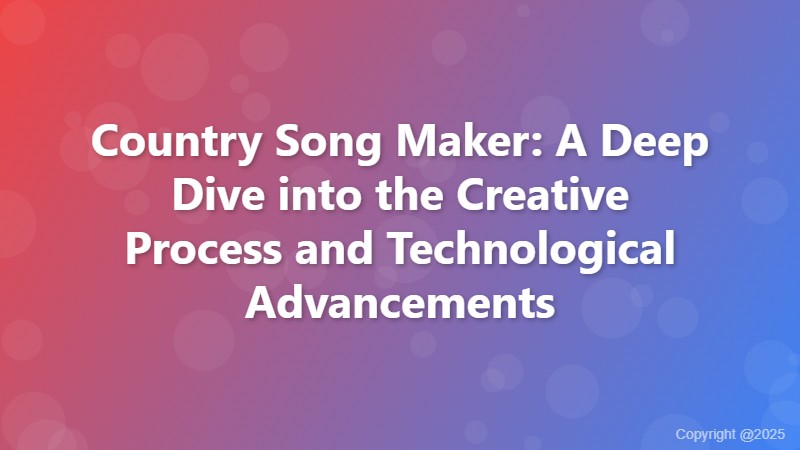 Country Song Maker: A Deep
Dive into the Creative
Process and Technological
Advancements
Copyright @2025